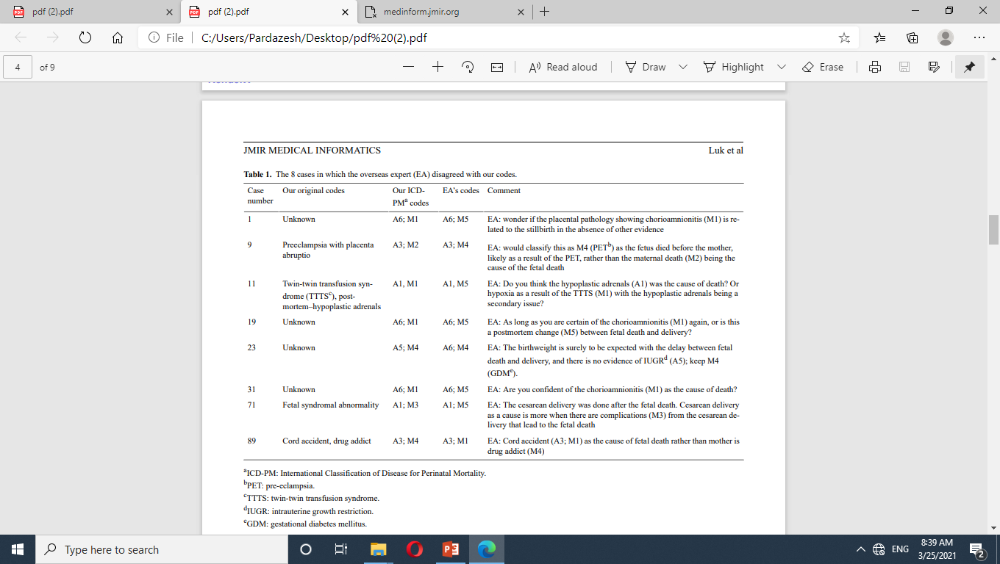 pdf (2).pdf
pdf (2).pdf
medinform.jmir.org
File
C:/Users/Pardazesh/Desktop/pdf%20(2).pdf
4 of 9
Read aloud
Draw
Highlight
Erase
JMIR MEDICAL INFORMATICS Luk et al
Table 1. The 8 cases in which the overseas expert (EA) disagreed with our codes.
Case number
Our original codes
Our ICD-PMa codes
EA's codes
Comment
1 Unknown A6; M1 A6; M5 EA: wonder if the placental pathology showing chorioamnionitis (M1) is re-
lated to the stillbirth in the absence of other evidence
9 Preeclampsia with placenta A3; M2 A3; M4 EA: would classify this as M4 (PETb) as the fetus died before the mother,
abruptio likely as a result of the PET, rather than the maternal death (M2) being the
cause of the fetal death
11 Twin-twin transfusion syn- A1, M1 A1, M5 EA: Do you think the hypoplastic adrenals (A1) was the cause of death? Or
drome (TTTSc), post- hypoxia as a result of the TTTS (M1) with the hypoplastic adrenals being a
mortem–hypoplastic adrenals secondary issue?
19 Unknown A6; M1 A6; M5 EA: As long as you are certain of the chorioamnionitis (M1) again, or is this
a postmortem change (M5) between fetal death and delivery?
23 Unknown A5; M4 A6; M4 EA: The birthweight is surely to be expected with the delay between fetal
death and delivery, and there is no evidence of IUGRd (A5); keep M4
(GDMe).
31 Unknown A6; M1 A6; M5 EA: Are you confident of the chorioamnionitis (M1) as the cause of death?
71 Fetal syndromal abnormality A1; M3 A1; M5 EA: The cesarean delivery was done after the fetal death. Cesarean delivery
as a cause is more when there are complications (M3) from the cesarean de-
livery that lead to the fetal death
89 Cord accident, drug addict A3; M4 A3; M1 EA: Cord accident (A3; M1) as the cause of fetal death rather than mother is
drug addict (M4)
aICD-PM: International Classification of Disease for Perinatal Mortality.
bPET: pre-eclampsia.
cTTTS: twin-twin transfusion syndrome.
dIUGR: intrauterine growth restriction.
eGDM: gestational diabetes mellitus.
Type here to search
ENG
8:39 AM
3/25/2021
2